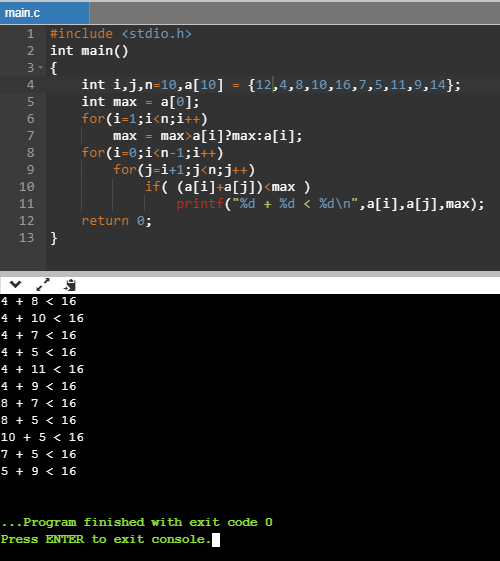 main.c
1 #include <stdio.h>
2 int main()
3 {
4 int i,j,n=10,a[10] = {12,4,8,10,16,7,5,11,9,14};
5 int max = a[0];
6 for(i=1;i<n;i++)
7 max = max>a[i]?max:a[i];
8 for(i=0;i<n-1;i++)
9 for(j=i+1;j<n;j++)
10 if( (a[i]+a[j])<max )
11 printf("%d + %d < %d\n",a[i],a[j],max);
12 return 0;
13 }
4 + 8 < 16
4 + 10 < 16
4 + 7 < 16
4 + 5 < 16
4 + 11 < 16
4 + 9 < 16
8 + 7 < 16
8 + 5 < 16
10 + 5 < 16
7 + 5 < 16
5 + 9 < 16
...Program finished with exit code 0
Press ENTER to exit console.